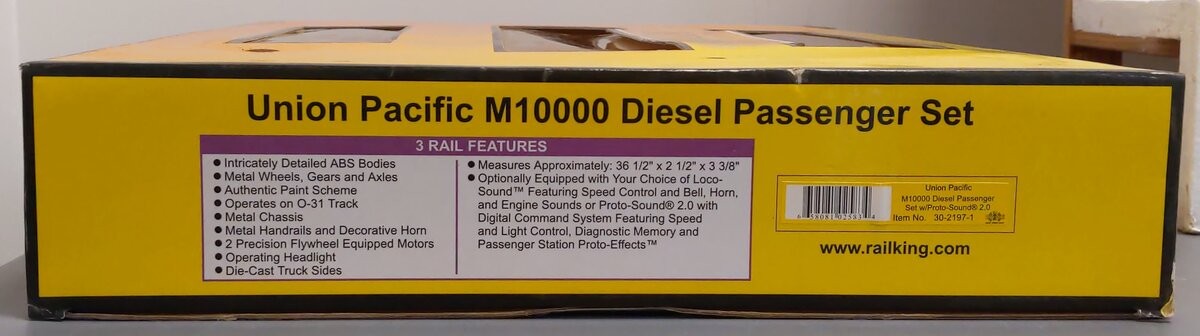 Union Pacific M10000 Diesel Passenger Set
3 RAIL FEATURES
● Intricately Detailed ABS Bodies
● Metal Wheels, Gears and Axles
● Authentic Paint Scheme
● Operates on O-31 Track
● Metal Chassis
● Metal Handrails and Decorative Horn
● 2 Precision Flywheel Equipped Motors
● Operating Headlight
● Die-Cast Truck Sides
● Measures Approximately: 36 1/2" x 2 1/2" x 3 3/8"
● Optionally Equipped with Your Choice of Loco-
Sound™ Featuring Speed Control and Bell, Horn,
and Engine Sounds or Proto-Sound® 2.0 with
Digital Command System Featuring Speed
and Light Control, Diagnostic Memory and
Passenger Station Proto-Effects™
Union Pacific
M10000 Diesel Passenger
Set w/Proto-Sound® 2.0
Item No. 30-2197-1
www.railking.com